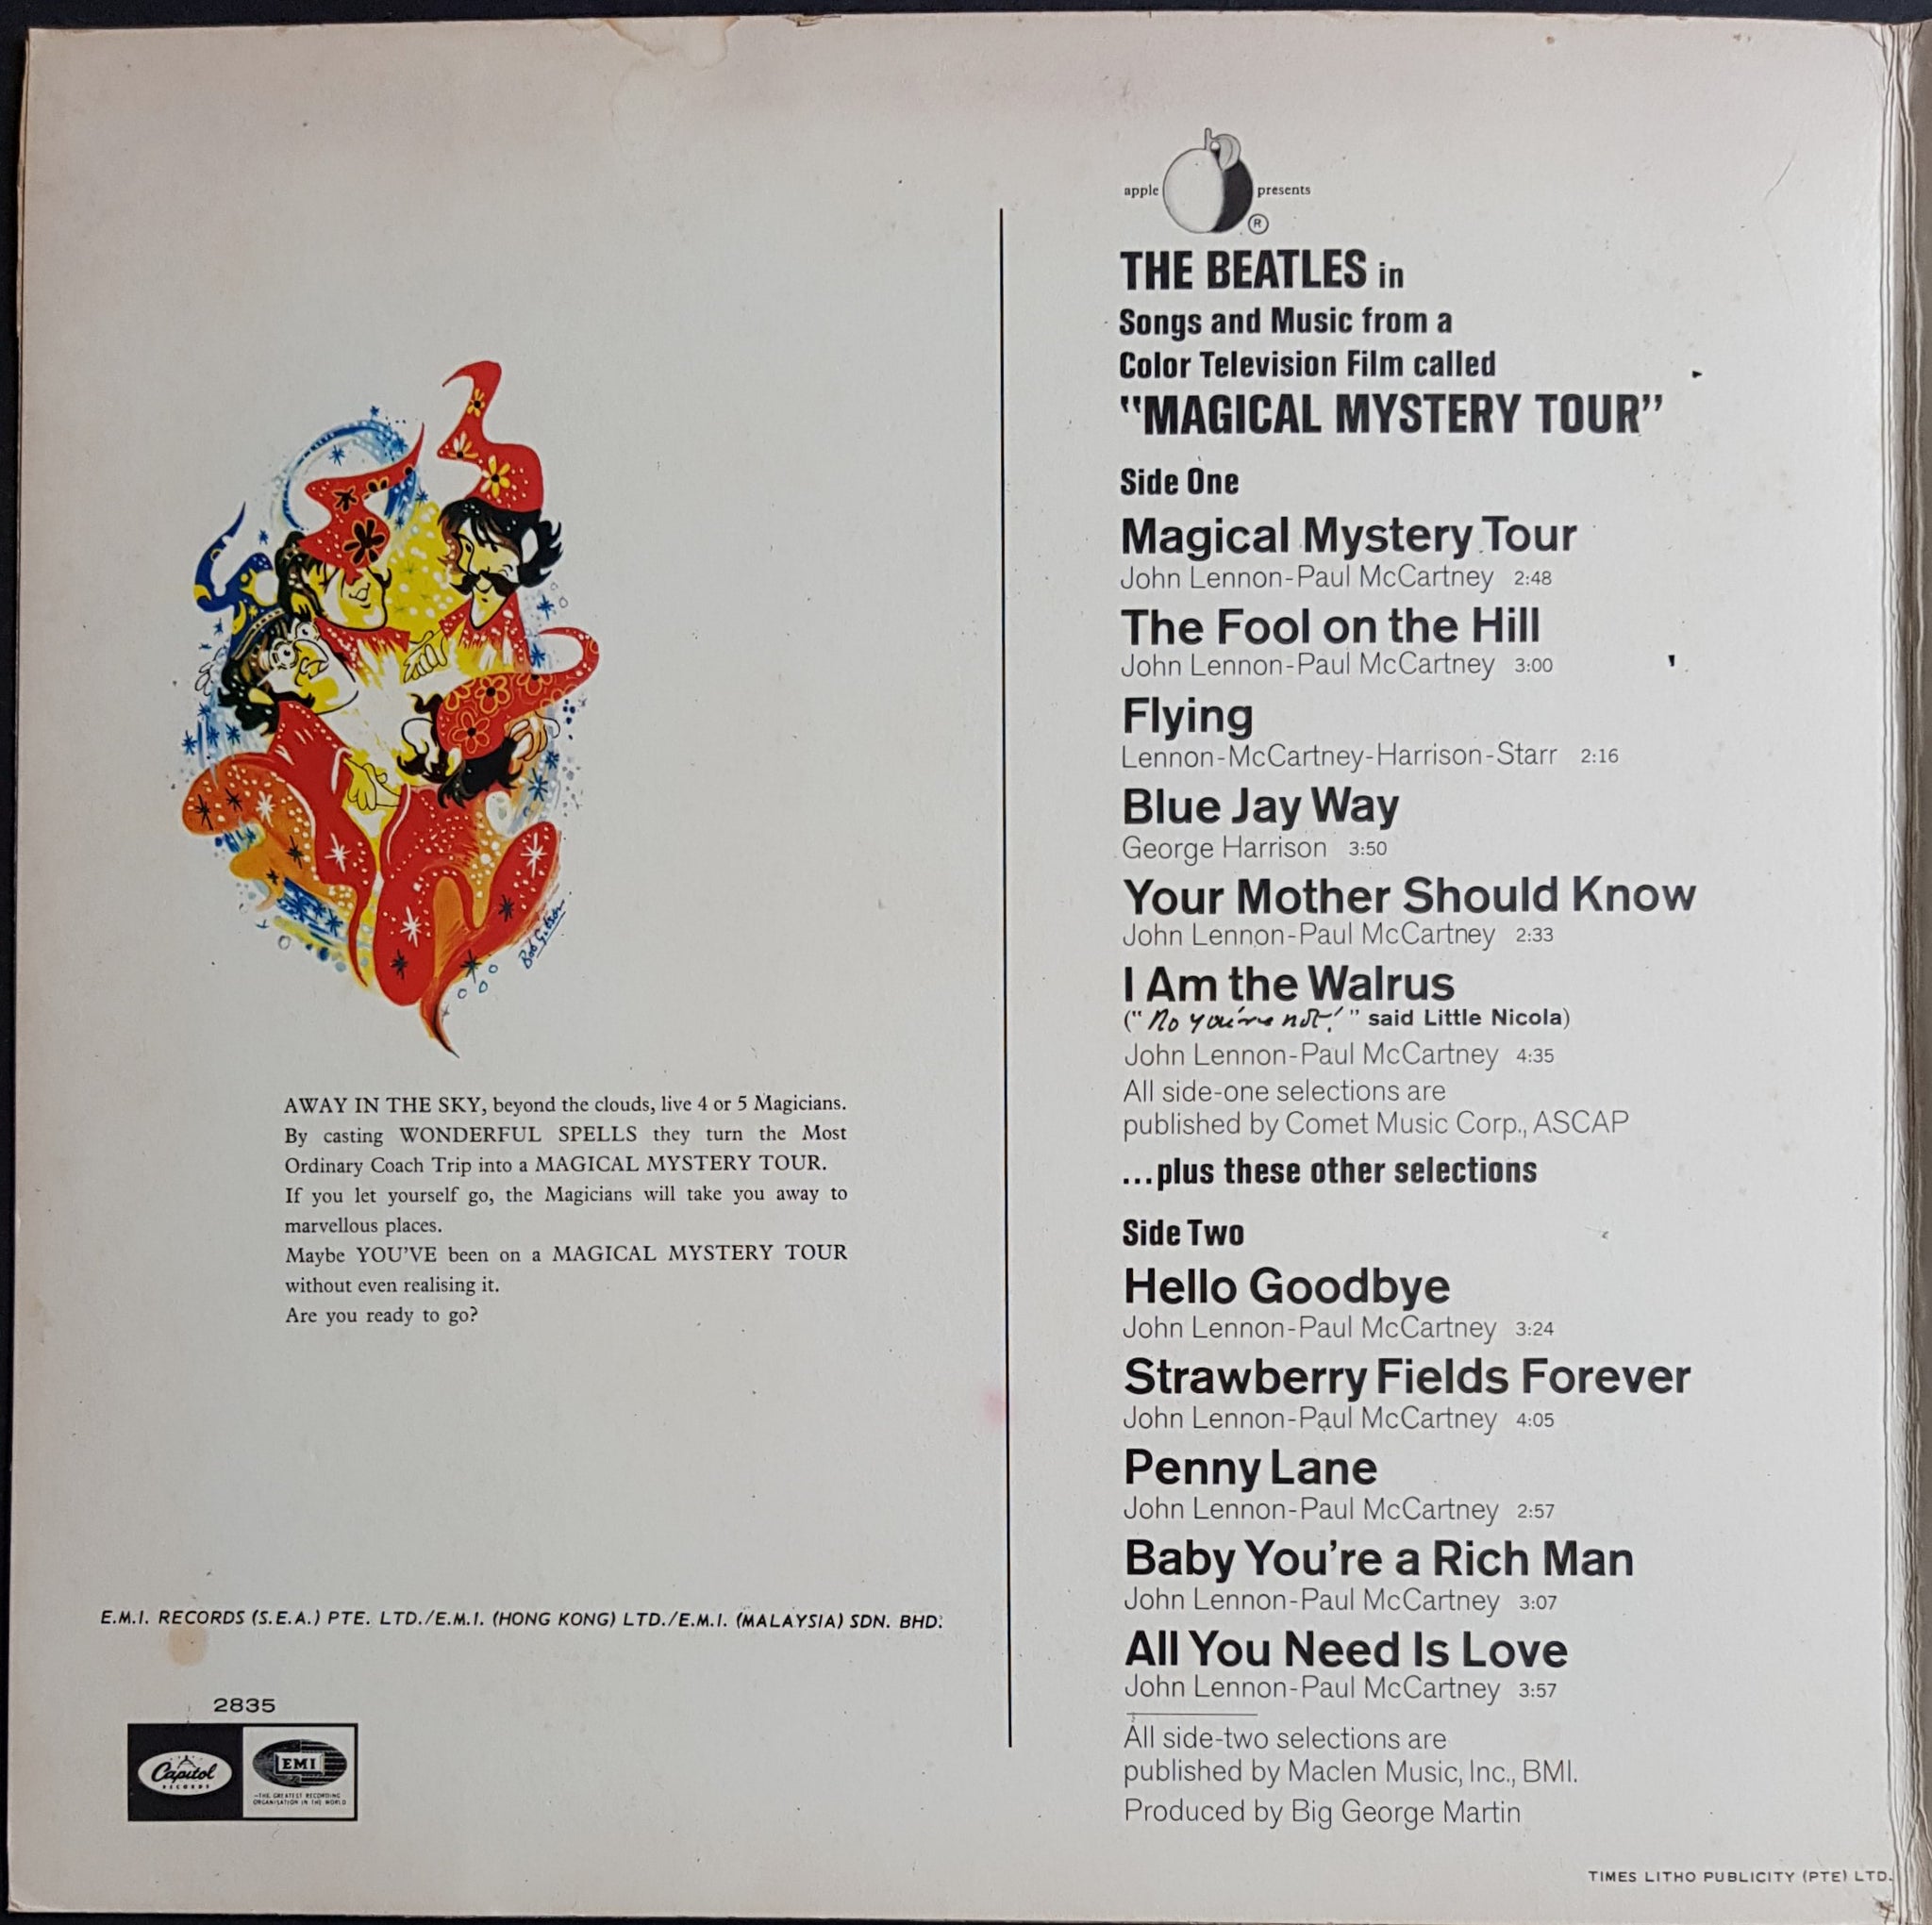 Bob Gibson
AWAY IN THE SKY, beyond the clouds, live 4 or 5 Magicians.
By casting WONDERFUL SPELLS they turn the Most
Ordinary Coach Trip into a MAGICAL MYSTERY TOUR.
If you let yourself go, the Magicians will take you away to
marvellous places.
Maybe YOU'VE been on a MAGICAL MYSTERY TOUR
without even realising it.
Are you ready to go?
E.M.I. RECORDS (S.E.A.) PTE. LTD./E.M.I. (HONG KONG) LTD./E.M.I. (MALAYSIA) SDN. BHD.
2835
Capitol
RECORDS
EMI
—THE GREATEST RECORDING
ORGANISATION IN THE WORLD
apple presents
®
THE BEATLES in
Songs and Music from a
Color Television Film called
"MAGICAL MYSTERY TOUR"
Side One
Magical Mystery Tour
John Lennon-Paul McCartney 2:48
The Fool on the Hill
John Lennon-Paul McCartney 3:00
Flying
Lennon-McCartney-Harrison-Starr 2:16
Blue Jay Way
George Harrison 3:50
Your Mother Should Know
John Lennon-Paul McCartney 2:33
I Am the Walrus
("No you're not!" said Little Nicola)
John Lennon-Paul McCartney 4:35
All side-one selections are
published by Comet Music Corp., ASCAP
...plus these other selections
Side Two
Hello Goodbye
John Lennon-Paul McCartney 3:24
Strawberry Fields Forever
John Lennon-Paul McCartney 4:05
Penny Lane
John Lennon-Paul McCartney 2:57
Baby You're a Rich Man
John Lennon-Paul McCartney 3:07
All You Need Is Love
John Lennon-Paul McCartney 3:57
All side-two selections are
published by Maclen Music, Inc., BMI.
Produced by Big George Martin
TIMES LITHO PUBLICITY (PTE) LTD.